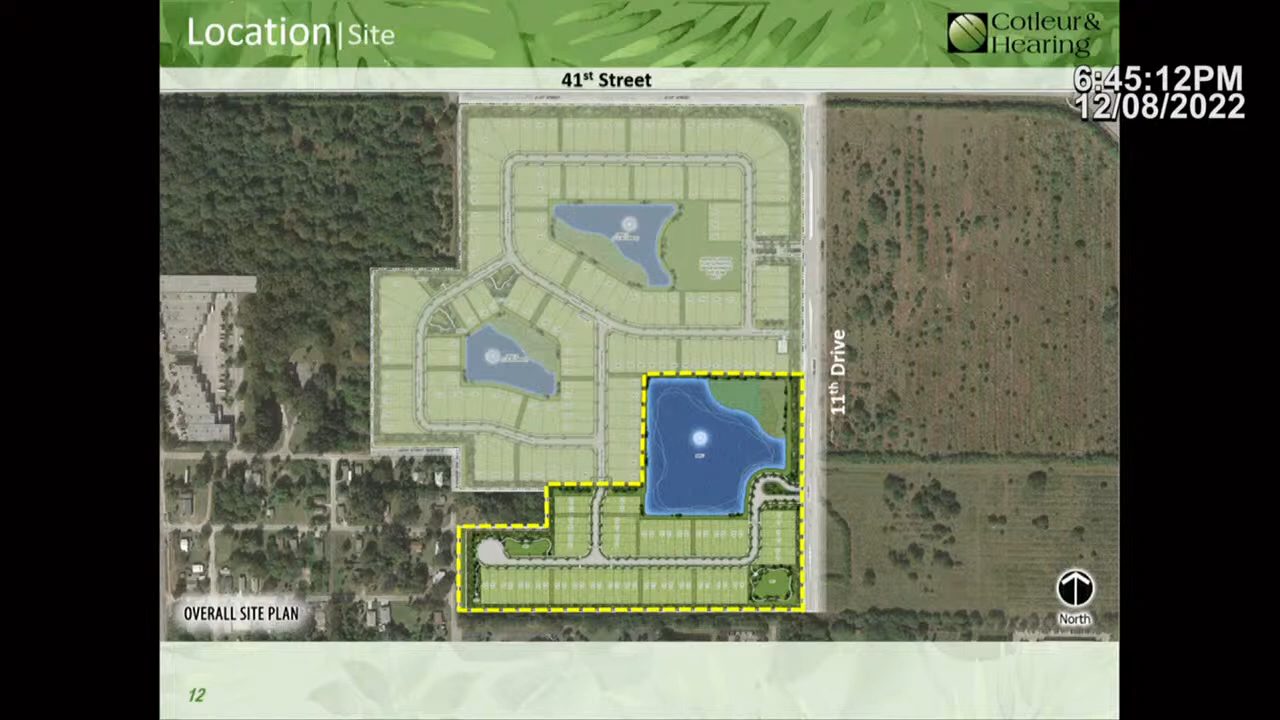 Location | Site
Cotleur &
Hearing
6:45:12PM
12/08/2022
41st Street
11th Drive
OVERALL SITE PLAN
North
12